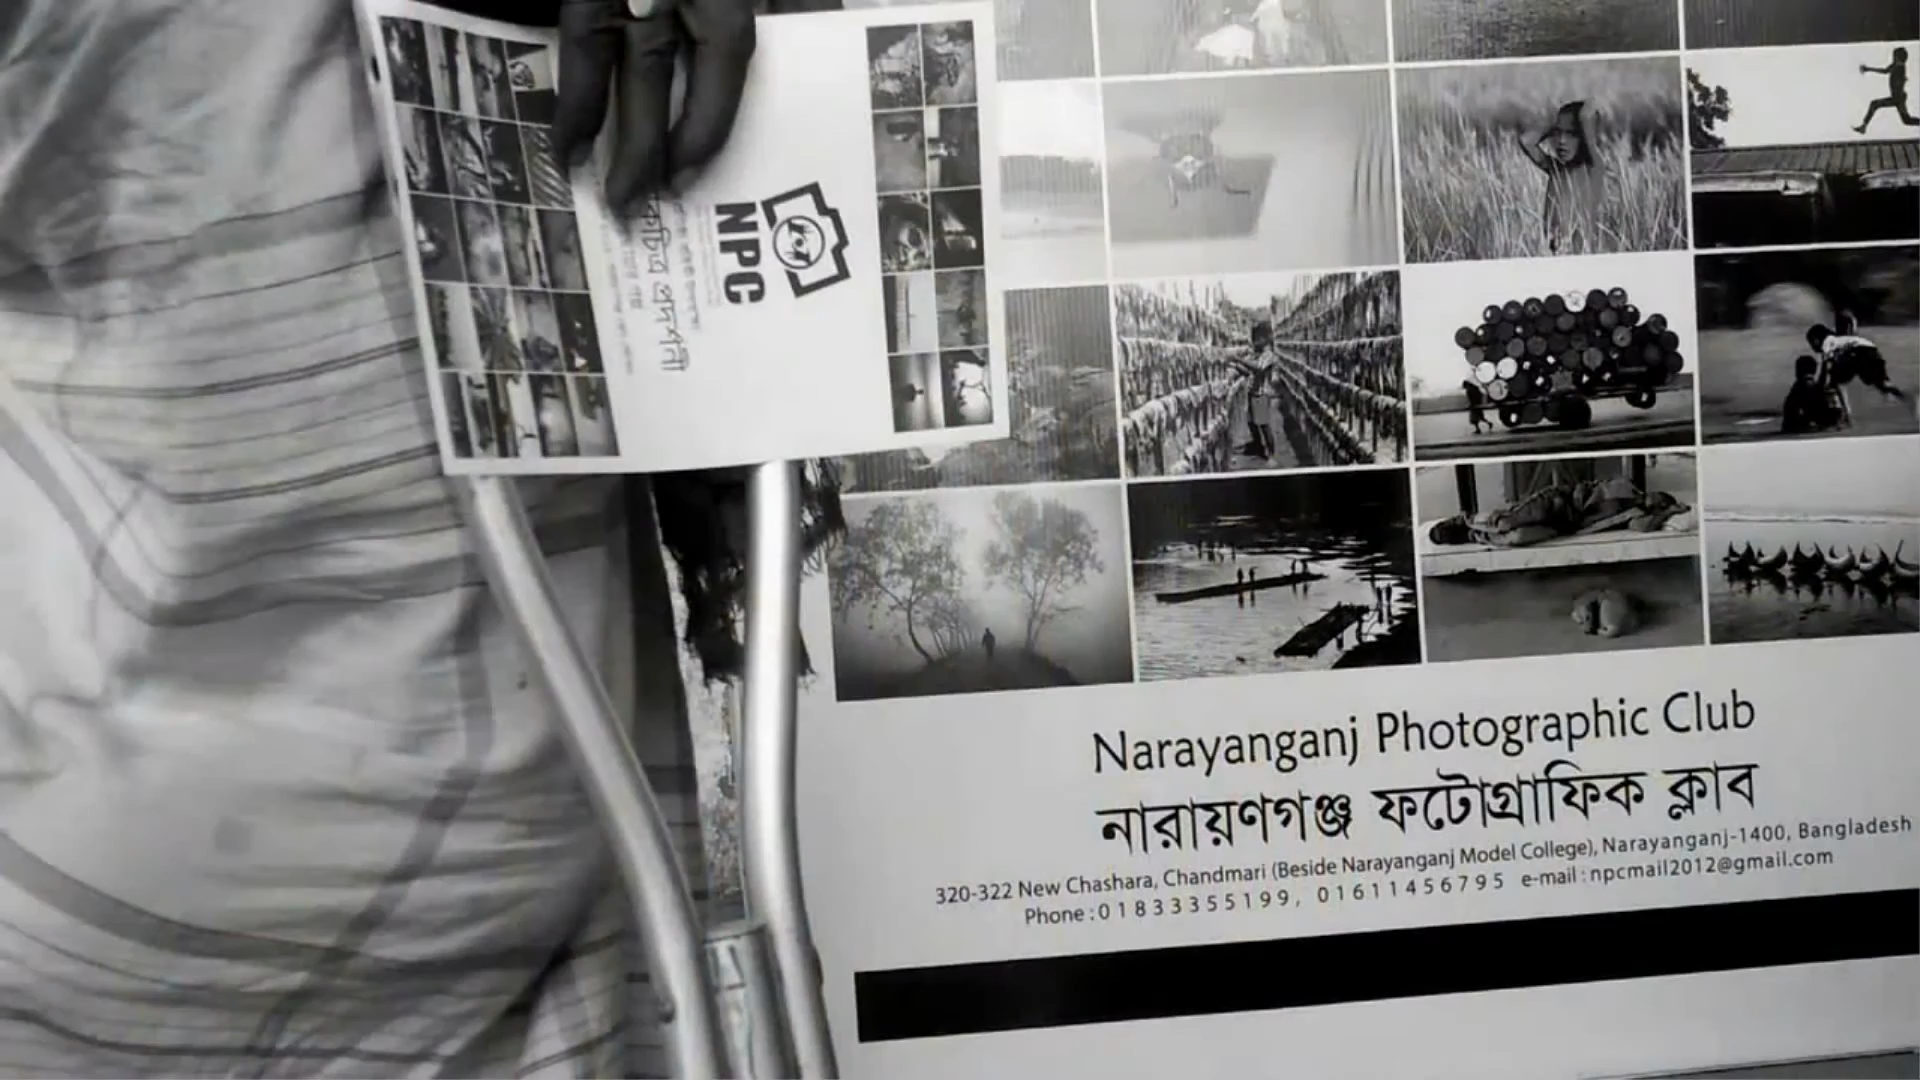 NPC
Narayanganj Photographic Club
নারায়ণগঞ্জ ফটোগ্রাফিক ক্লাব
320-322 New Chashara, Chandmari (Beside Narayanganj Model College), Narayanganj-1400, Bangladesh
Phone : 01833355199, 01611456795 e-mail : npcmail2012@gmail.com